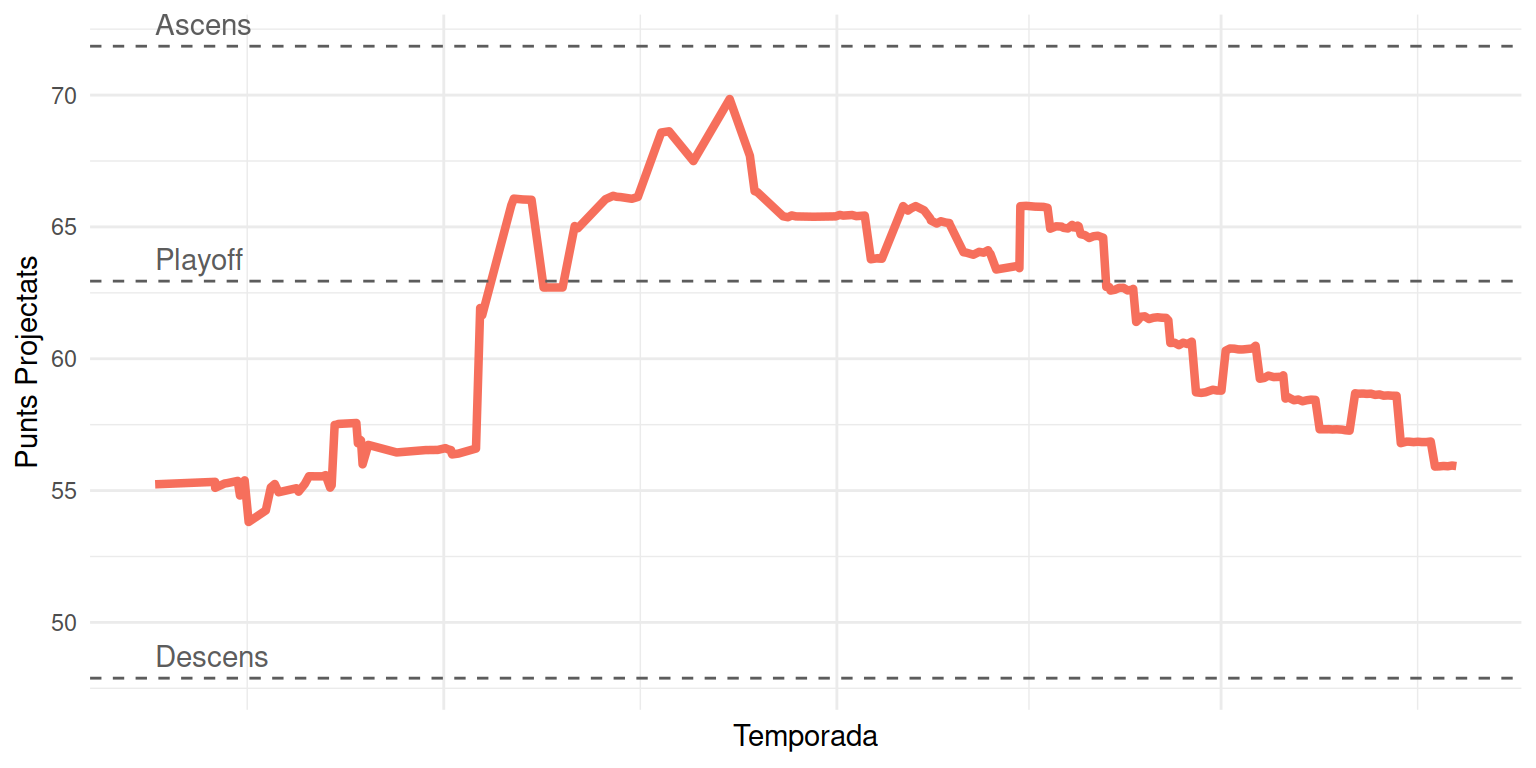 Ascens
70
65
Playoff
60
55
50
Descens
Punts Projectats
Temporada